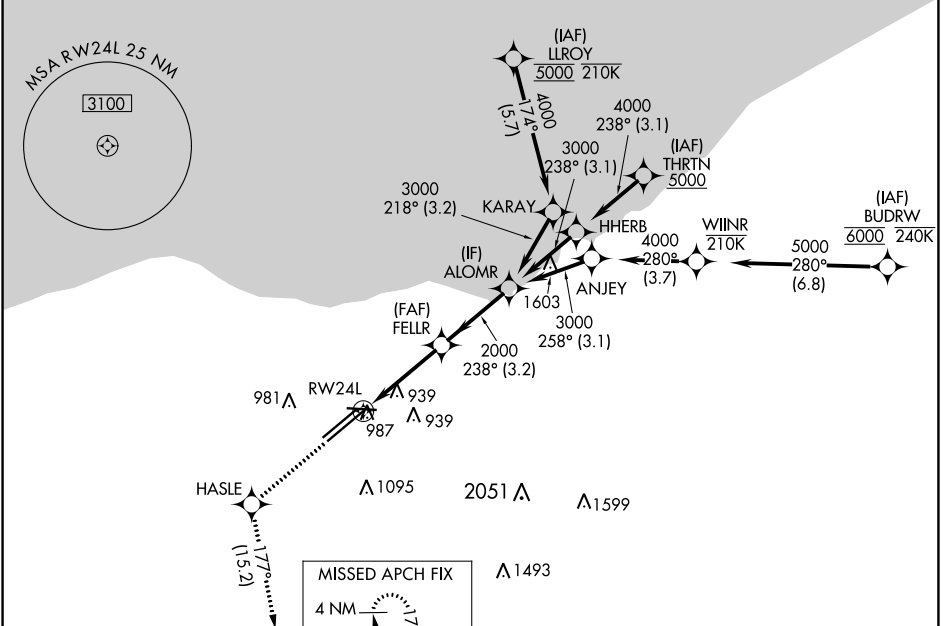 MSA RW24L 25 NM
3100
(IAF)
LLROY
5000 210K
4000
174°
(5.7)
4000
238° (3.1)
3000
238° (3.1)
(IAF)
THRTN
5000
3000
218° (3.2)
KARAY
HHERB
(IAF)
BUDRW
6000 240K
WIINR
210K
4000
280°
(3.7)
5000
280°
(6.8)
(IF)
ALOMR
1603
ANJEY
3000
258° (3.1)
(FAF)
FELLR
2000
238° (3.2)
RW24L
981
939
939
987
HASLE
1095
2051
1599
177°
(15.2)
1493
MISSED APCH FIX
4 NM